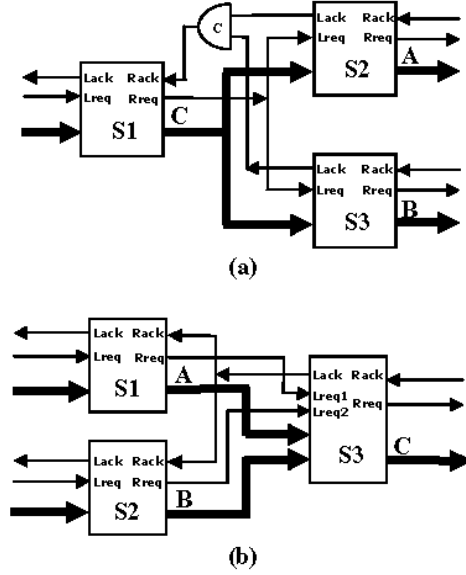 C
Lack Rreq
Lreq
S2
A
Lack Rack
Lreq Rreq
S1
C
Lack Rack
Lreq Rreq
S3
B
(a)
Lack Rack
Lreq Rreq
S1
A
Lack Rack
Lreq1 Rreq
Lreq2
S3
C
Lack Rack
Lreq Rreq
S2
B
(b)